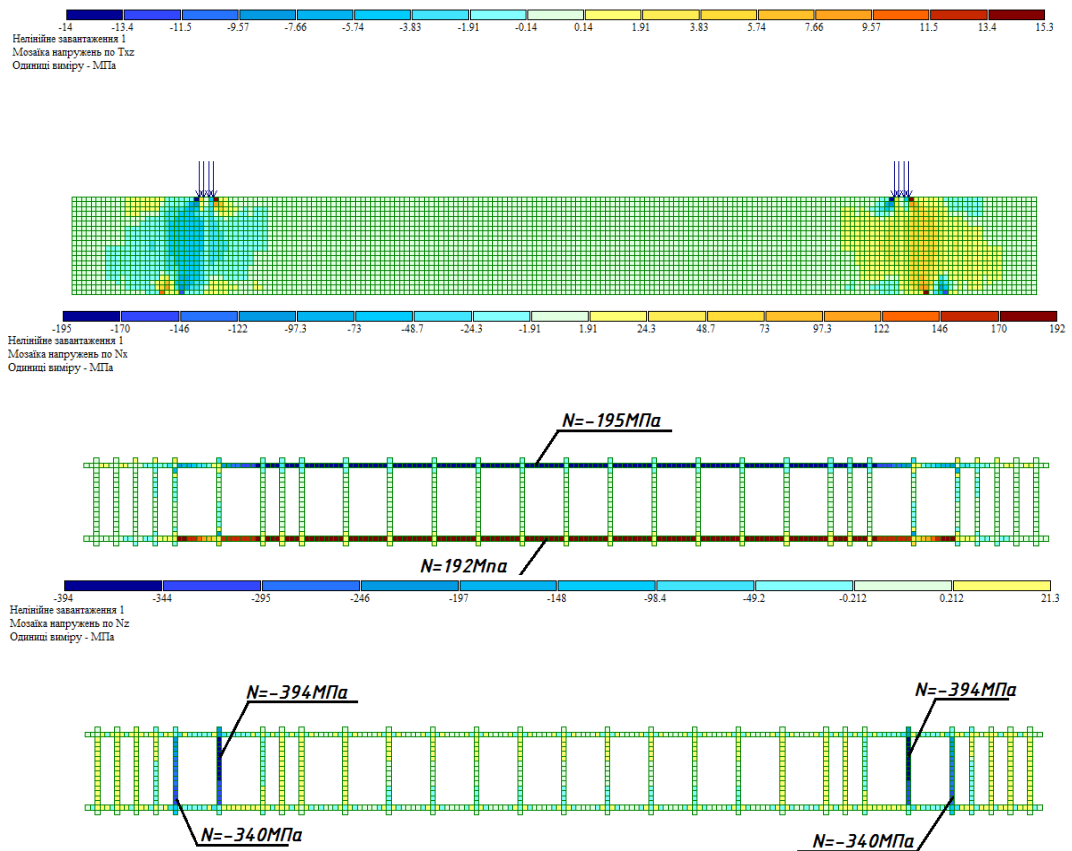 -14 -13.4 -11.5 -9.57 -7.66 -5.74 -3.83 -1.91 -0.14 0.14 1.91 3.83 5.74 7.66 9.57 11.5 13.4 15.3
Нелінійне завантаження 1
Мозаїка напружень по Txz
Одиниці виміру - МПа
-195 -170 -146 -122 -97.3 -73 -48.7 -24.3 -1.91 1.91 24.3 48.7 73 97.3 122 146 170 192
Нелінійне завантаження 1
Мозаїка напружень по Nx
Одиниці виміру - МПа
N=-195МПа
N=192Мпа
-394 -344 -295 -246 -197 -148 -98.4 -49.2 -0.212 0.212 21.3
Нелінійне завантаження 1
Мозаїка напружень по Nz
Одиниці виміру - МПа
N=-394МПа N=-394МПа
N=-340МПа N=-340МПа